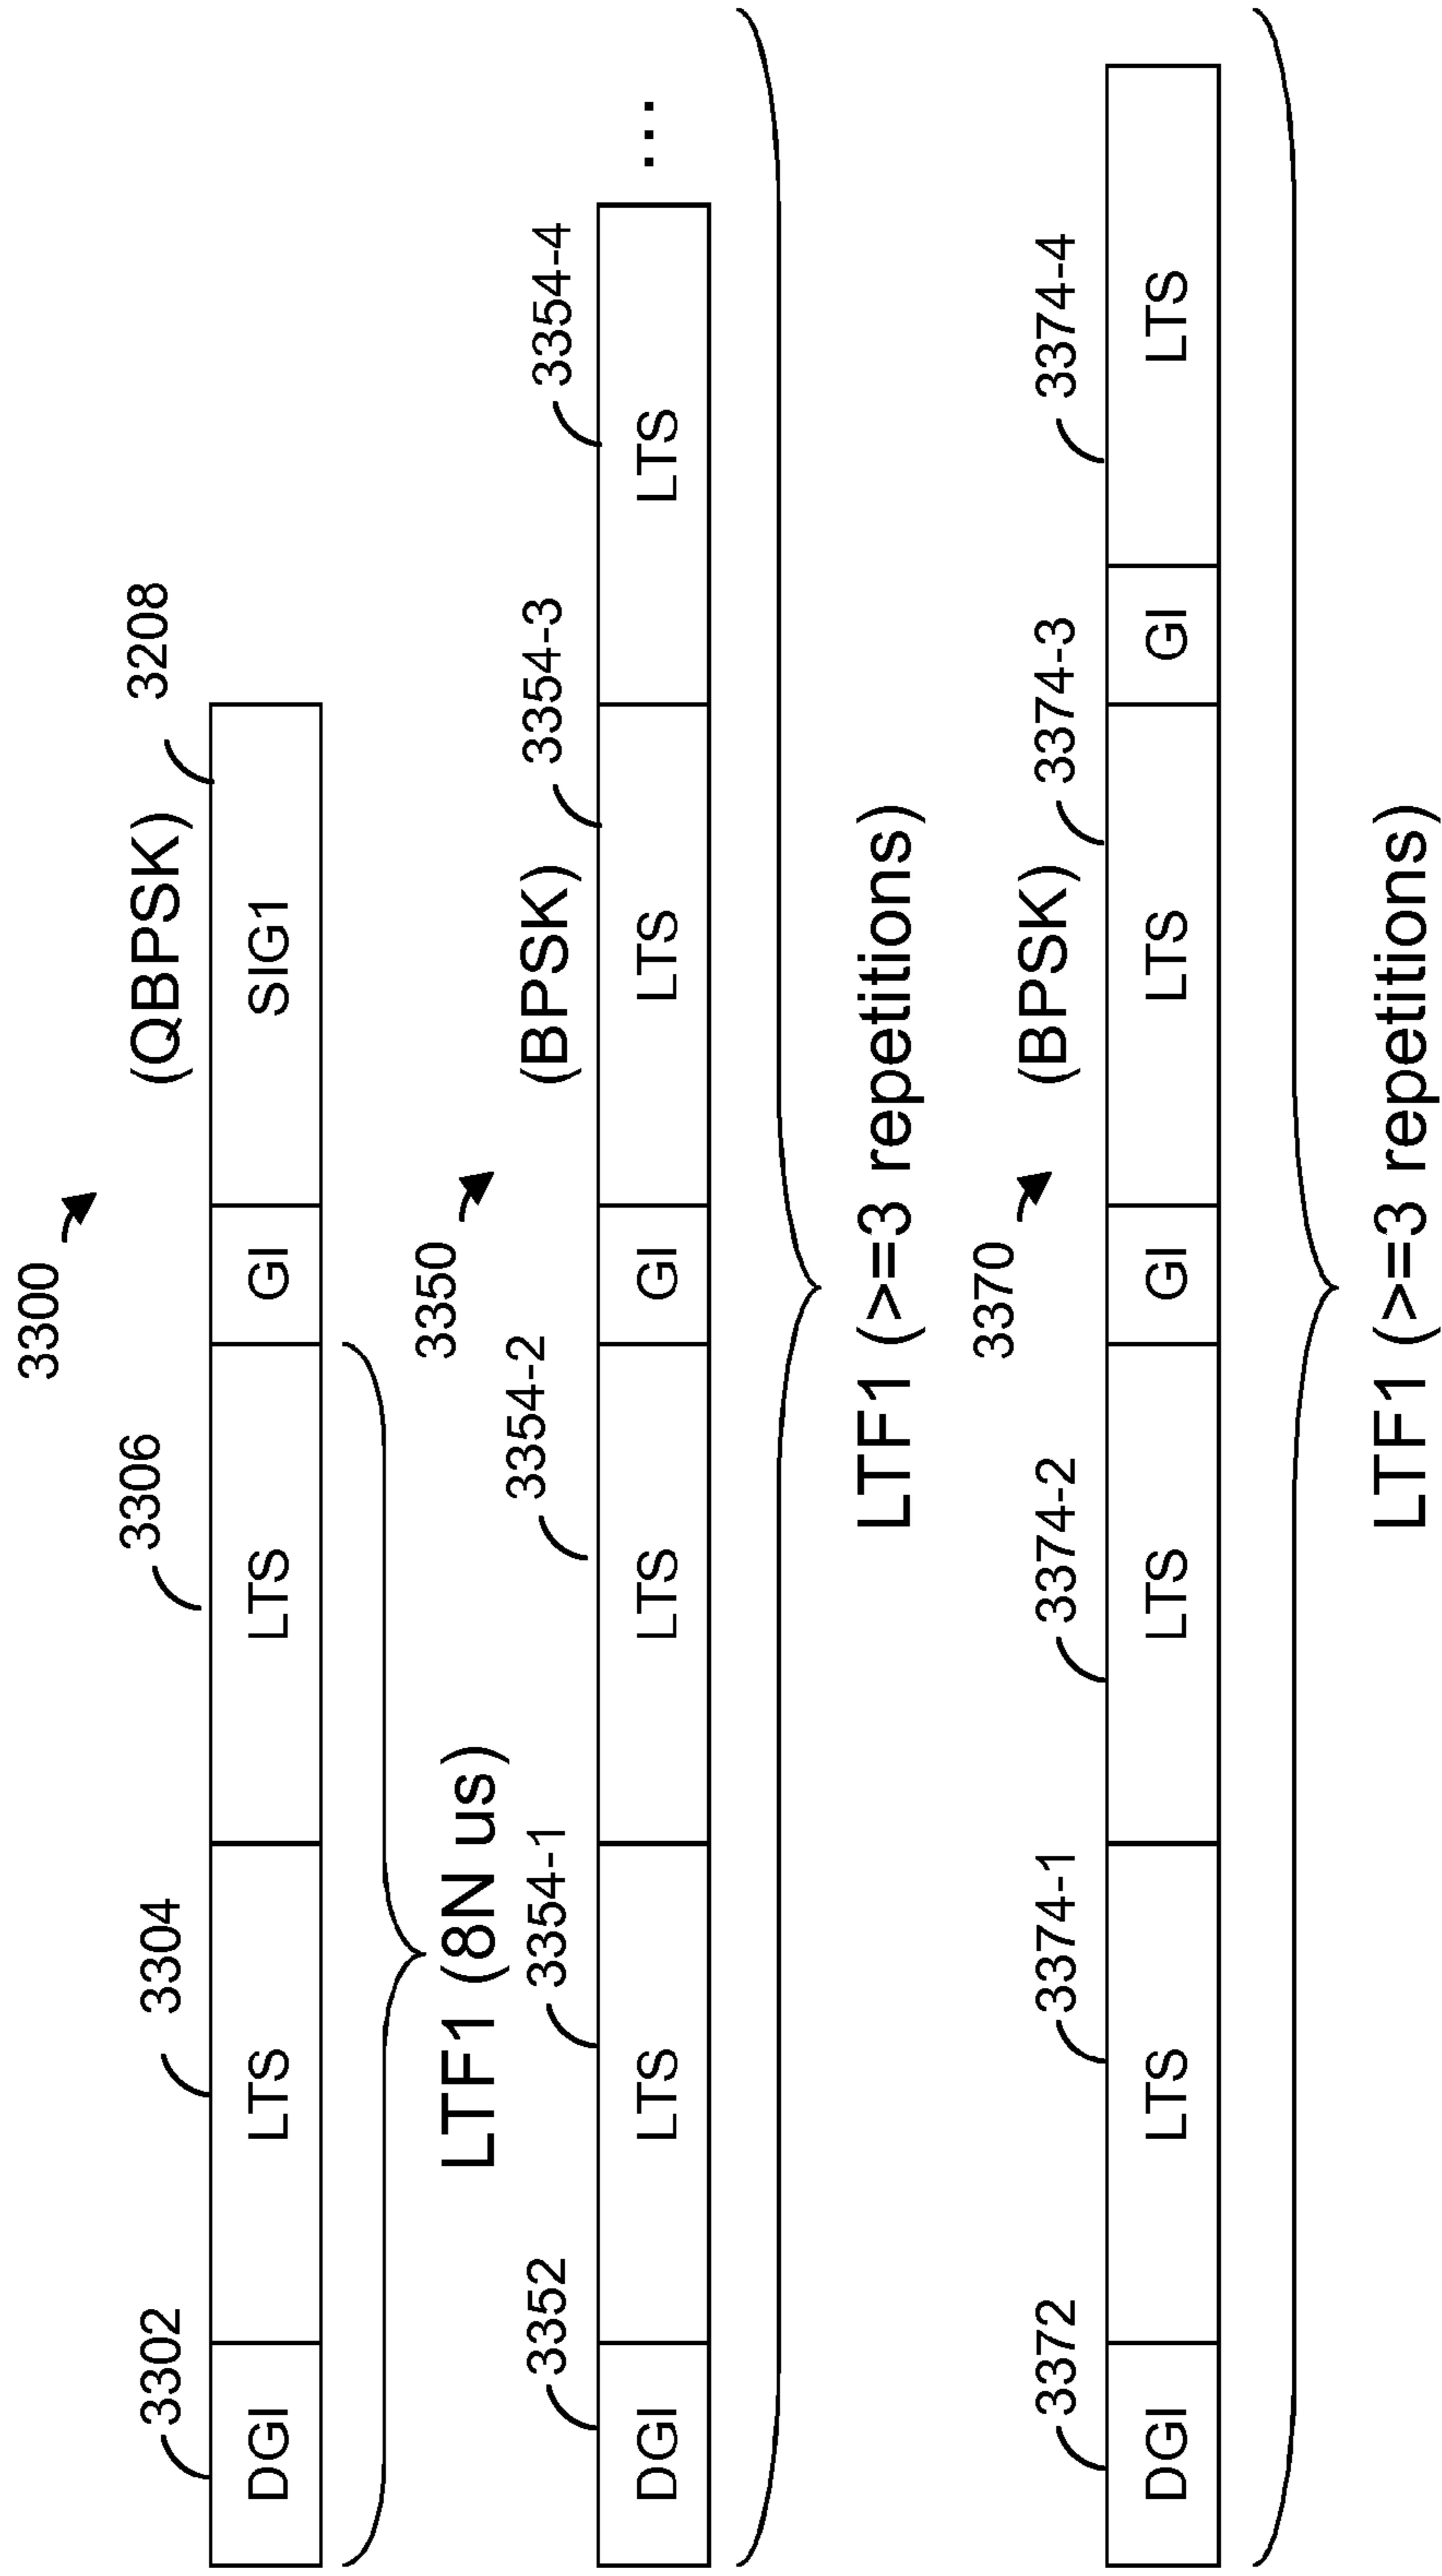 3300
3302 3304 3306 (QBPSK) 3208
DGI LTS LTS GI SIG1
LTF1 (8N us)
3350
3352 3354-1 3354-2 (BPSK) 3354-3 3354-4
DGI LTS LTS GI LTS LTS ...
LTF1 (>=3 repetitions)
3370
3372 3374-1 3374-2 (BPSK) 3374-3 3374-4
DGI LTS LTS GI LTS GI LTS
LTF1 (>=3 repetitions)